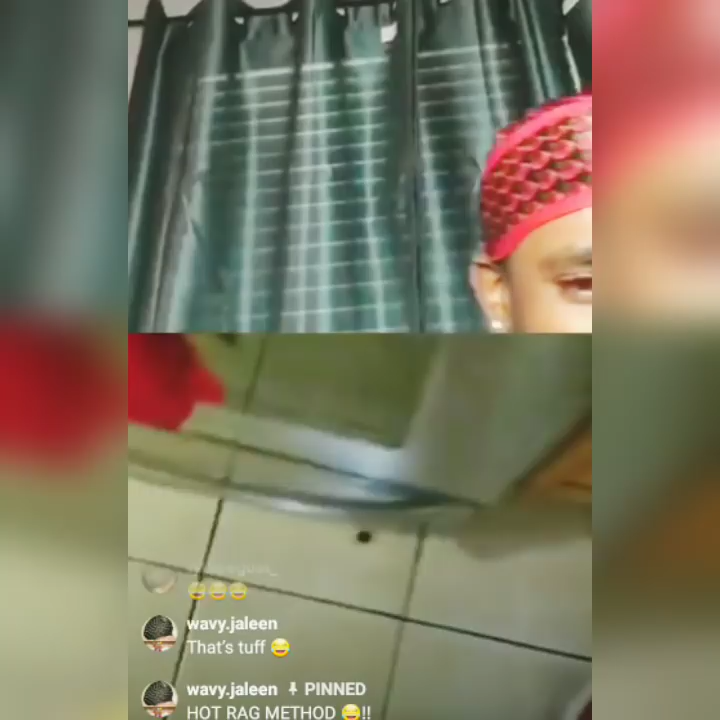 😂😂😂
wavy.jaleen
That's tuff 😂
wavy.jaleen 📌 PINNED
HOT RAG METHOD 😂!!